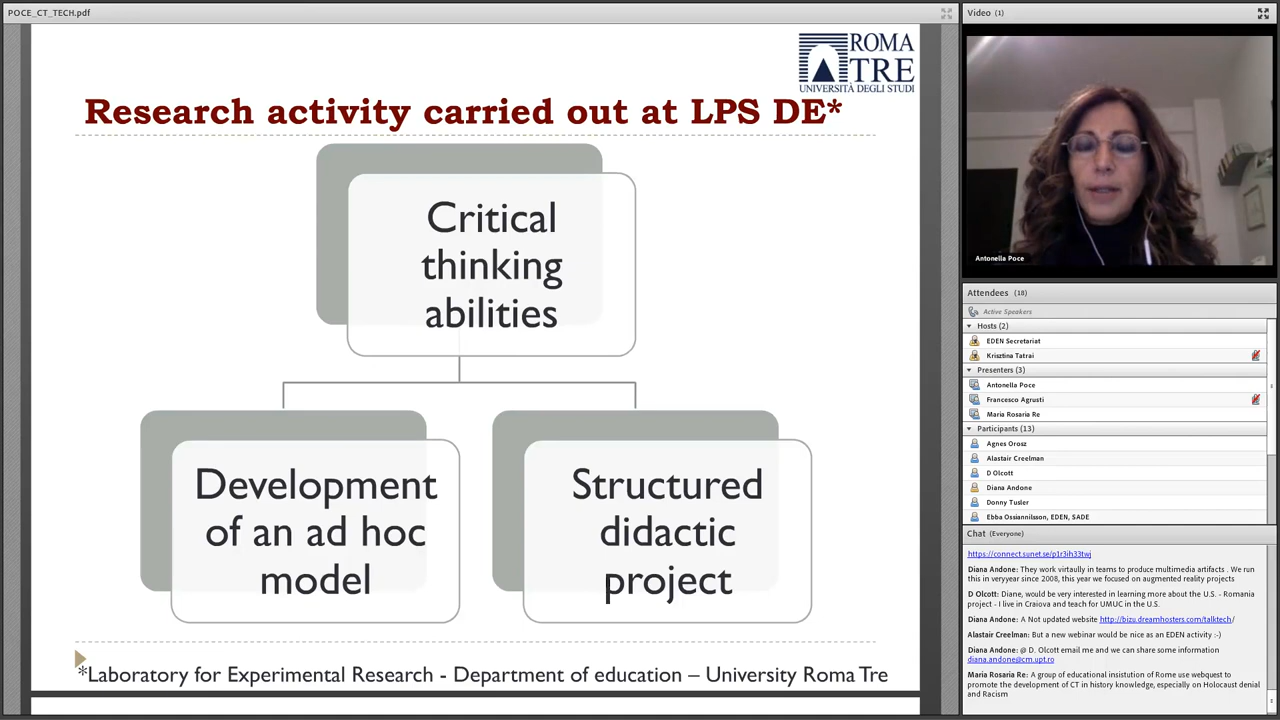 POCE_CT_TECH.pdf
ROMA
TRE
UNIVERSITÀ DEGLI STUDI
Research activity carried out at LPS DE*
Critical
thinking
abilities
Development
of an ad hoc
model
Structured
didactic
project
*Laboratory for Experimental Research - Department of education – University Roma Tre
Video (1)
Antonella Poce
Attendees (18)
Active Speakers
Hosts (2)
EDEN Secretariat
Krisztina Tatrai
Presenters (3)
Antonella Poce
Francesco Agrusti
Maria Rosaria Re
Participants (13)
Agnes Orosz
Alastair Creelman
D Olcott
Diana Andone
Donny Tusler
Ebba Ossiannilsson, EDEN, SADE
Chat (Everyone)
https://connect.sunet.se/p1r3ih33twj
Diana Andone: They work virtaully in teams to produce multimedia artifacts . We run
this in veryyear since 2008, this year we focused on augmented reality projects
D Olcott: Diane, would be very interested in learning more about the U.S. - Romania
project - I live in Craiova and teach for UMUC in the U.S.
Diana Andone: A Not updated website http://bizu.dreamhosters.com/talktech/
Alastair Creelman: But a new webinar would be nice as an EDEN activity :-)
Diana Andone: @ D. Olcott email me and we can share some information
diana.andone@cm.upt.ro
Maria Rosaria Re: A group of educational insistution of Rome use webquest to
promote the development of CT in history knowledge, especially on Holocaust denial
and Racism